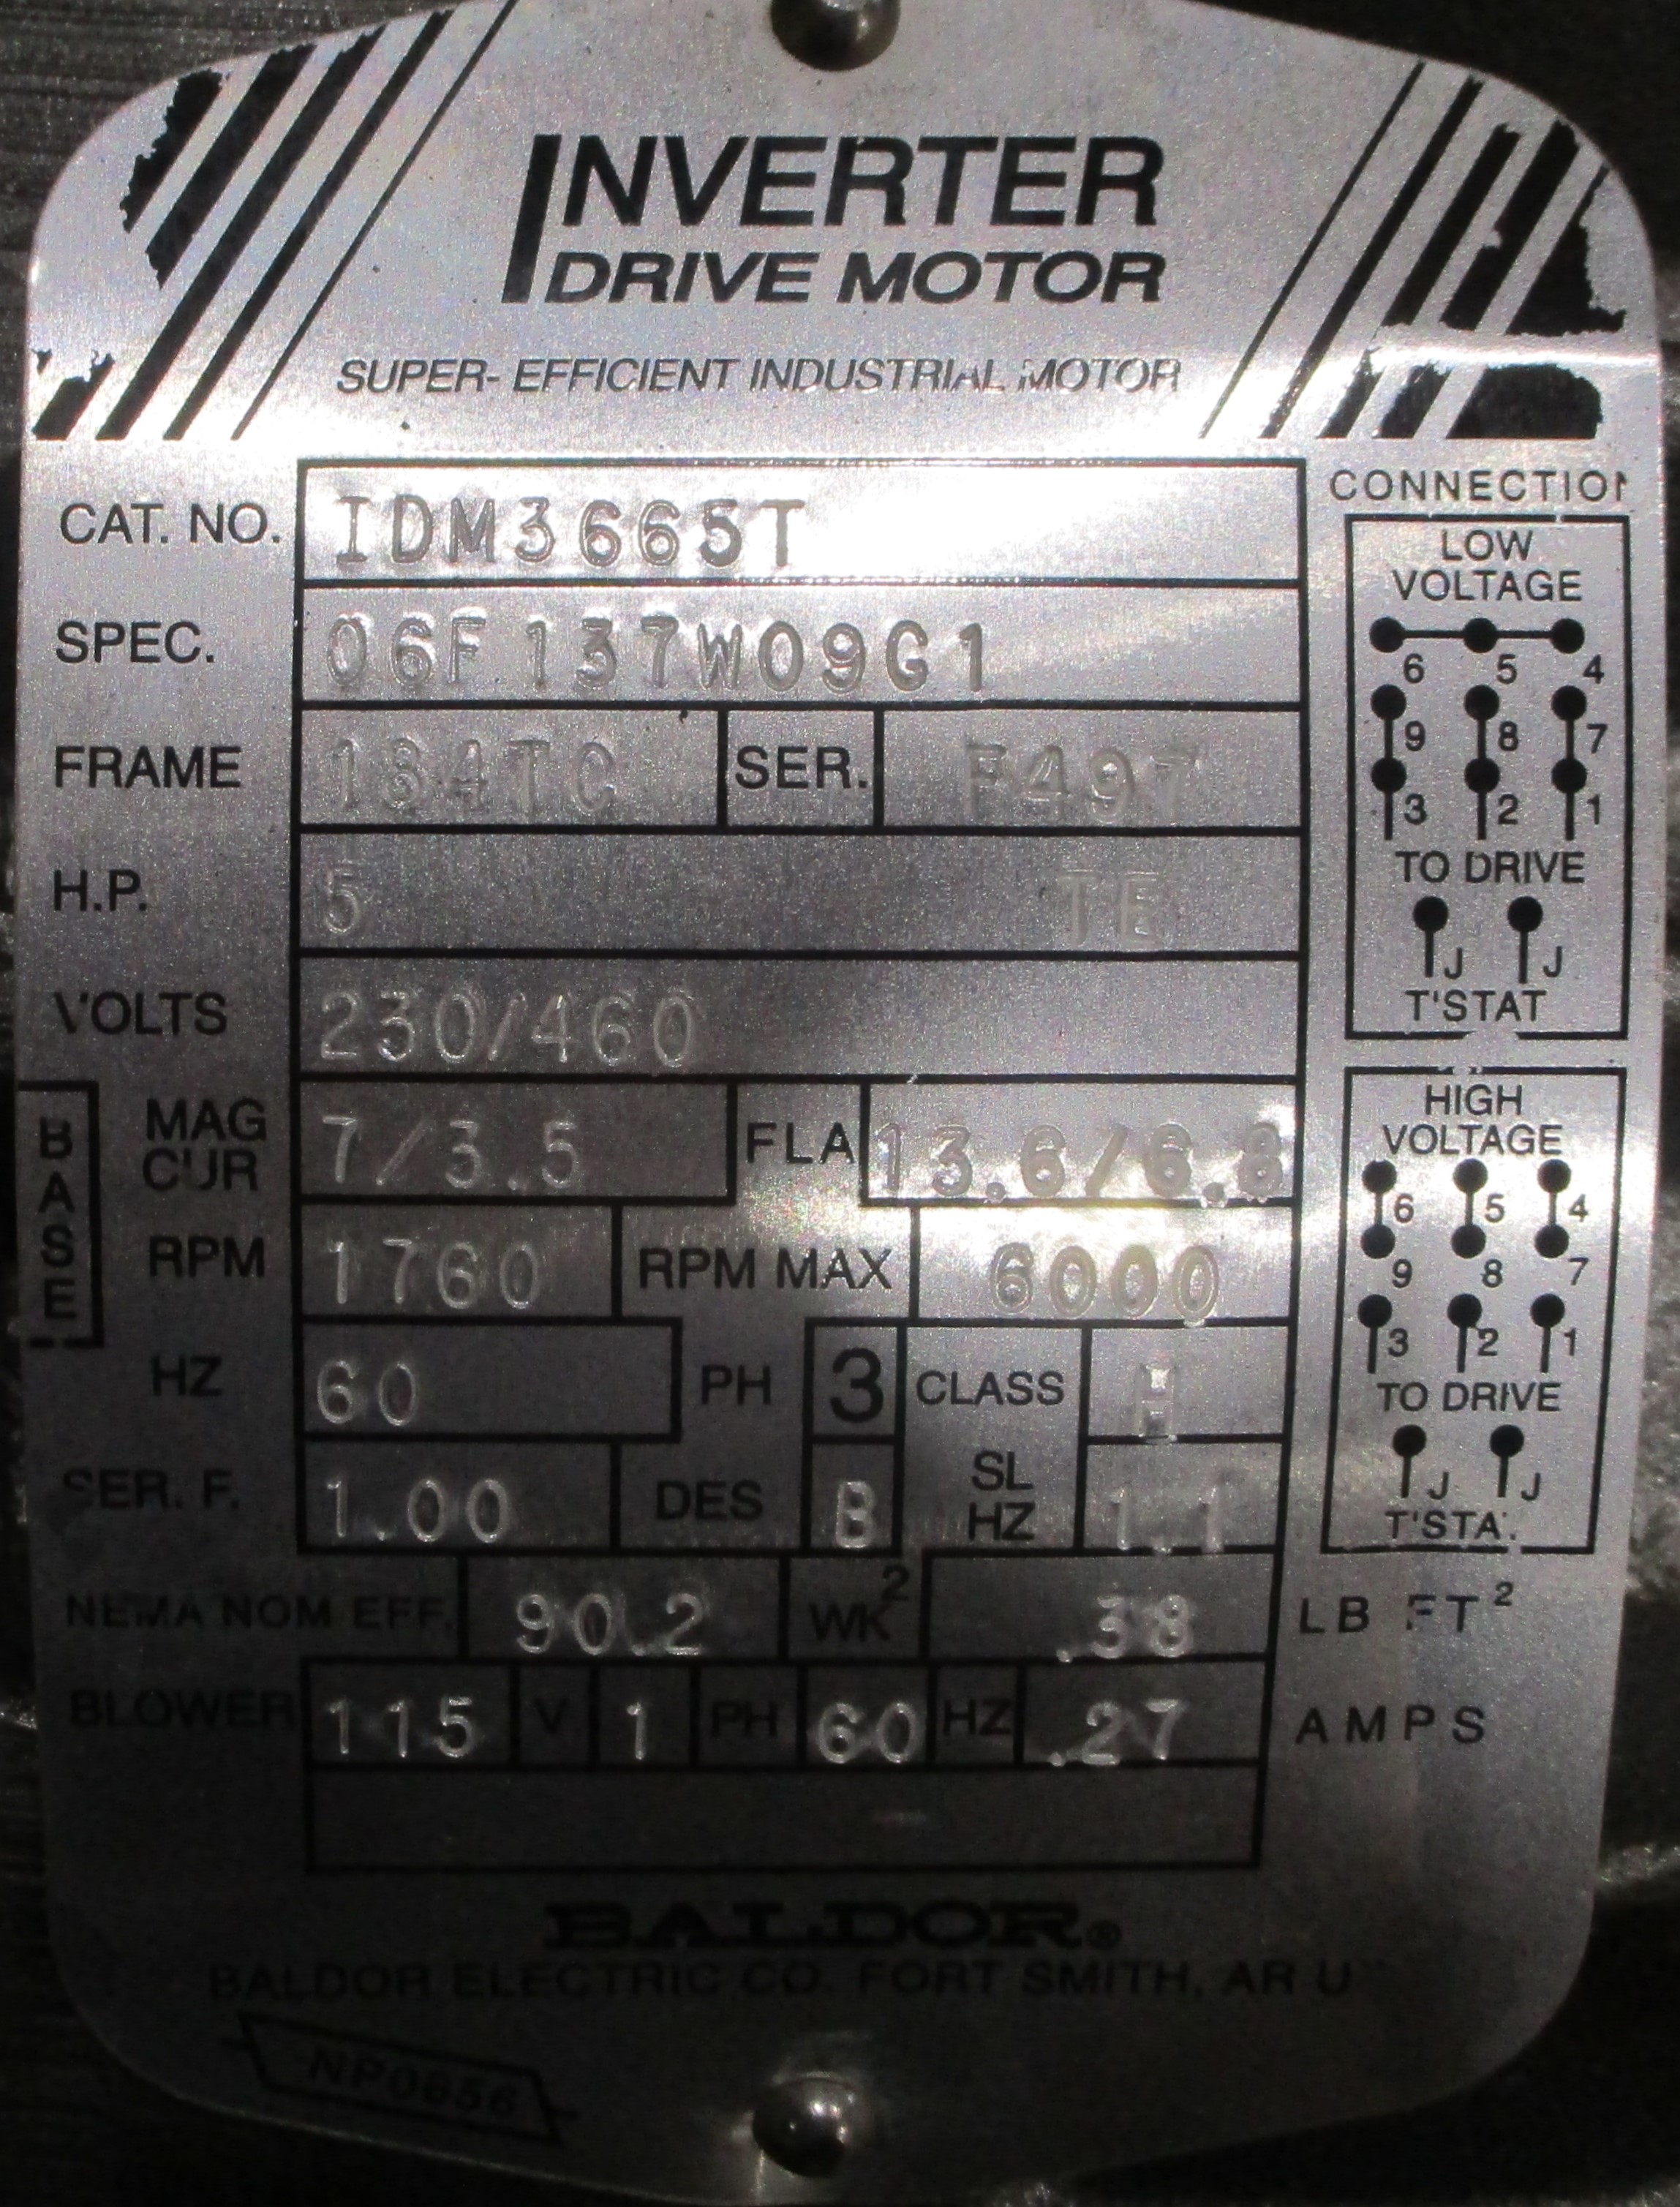 INVERTER
DRIVE MOTOR
SUPER- EFFICIENT INDUSTRIAL MOTOR
CAT. NO. IDM3665T
SPEC. 06F137W09G1
FRAME 184TC SER. F497
H.P. 5 TE
VOLTS 230/460
BASE
MAG CUR 7/3.5 FLA 13.6/6.8
RPM 1760 RPM MAX 6000
HZ 60 PH 3 CLASS H
SER. F. 1.00 DES B SL HZ 1.1
NEMA NOM EFF. 90.2 WK2 .38 LB FT2
BLOWER 115 V 1 PH 60 HZ .27 AMPS
BALDOR®
BALDOR ELECTRIC CO. FORT SMITH, AR U
CONNECTION
LOW
VOLTAGE
6 5 4
9 8 7
3 2 1
TO DRIVE
J J
T'STAT
HIGH
VOLTAGE
6 5 4
9 8 7
3 2 1
TO DRIVE
J J
T'STA